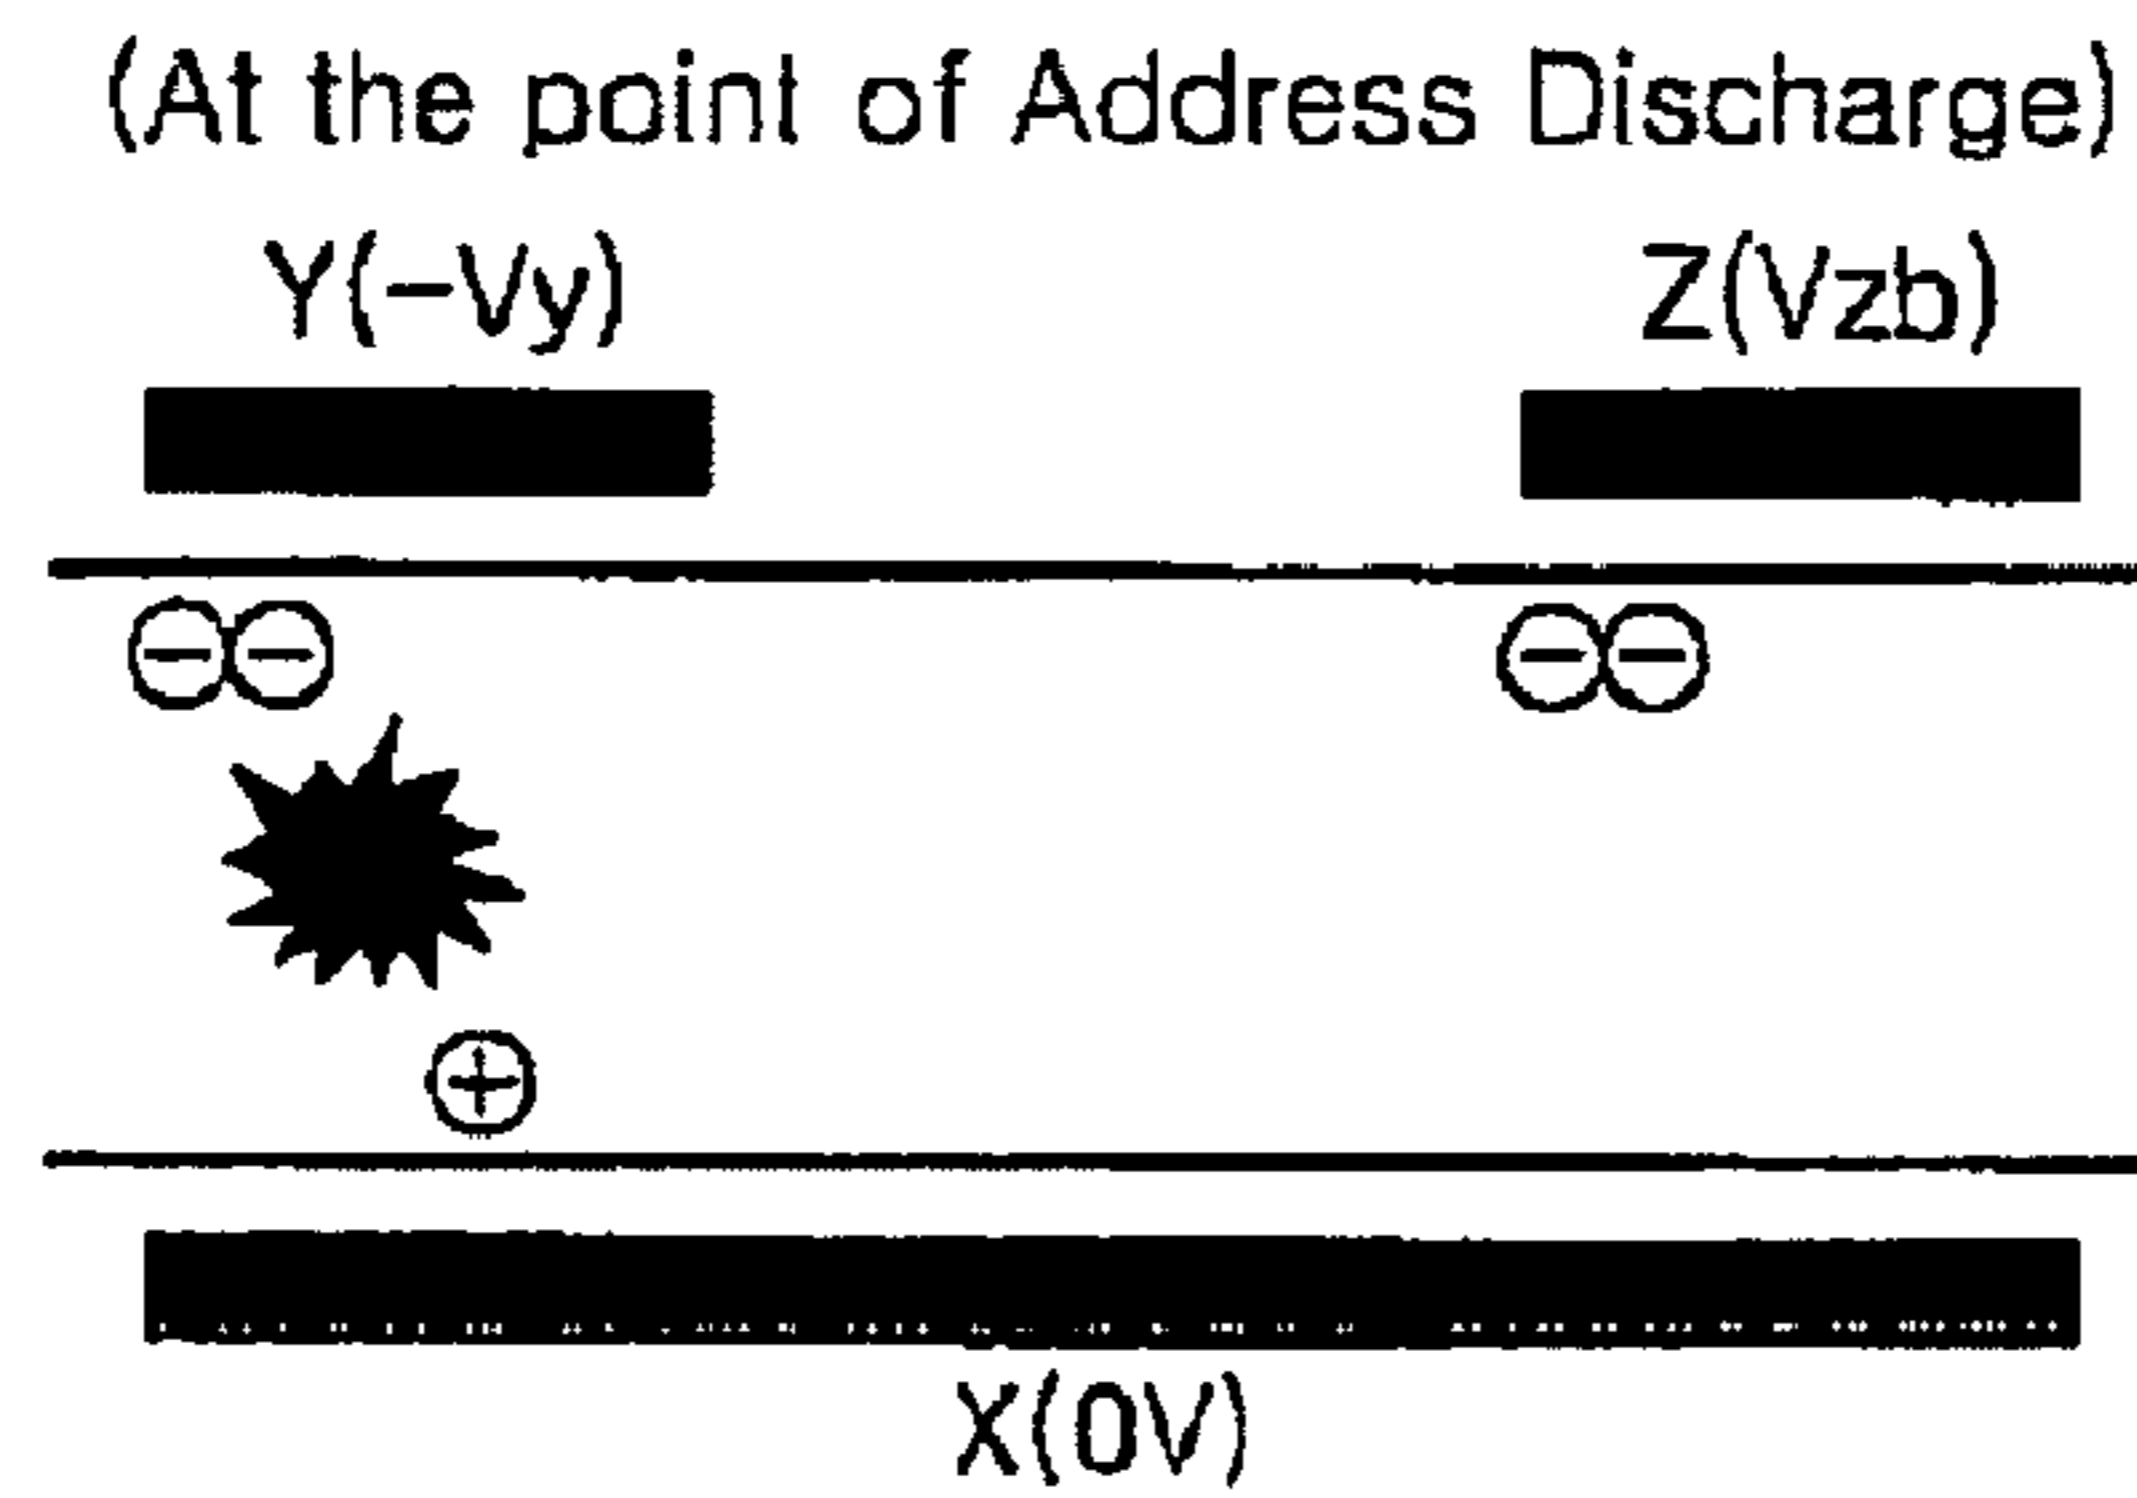 (At the point of Address Discharge)
Y(−Vy) Z(Vzb)
⊖⊖ ⊖⊖
⊕
X(0V)